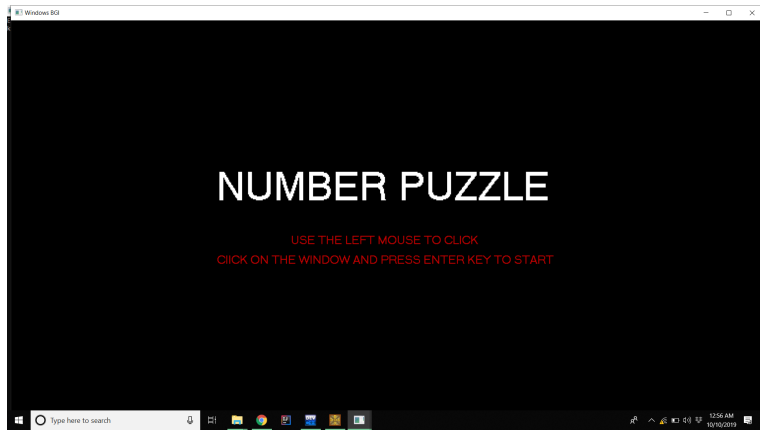 Windows BGI
NUMBER PUZZLE
USE THE LEFT MOUSE TO CLICK
ClICK ON THE WINDOW AND PRESS ENTER KEY TO START
Type here to search
12:56 AM
10/10/2019